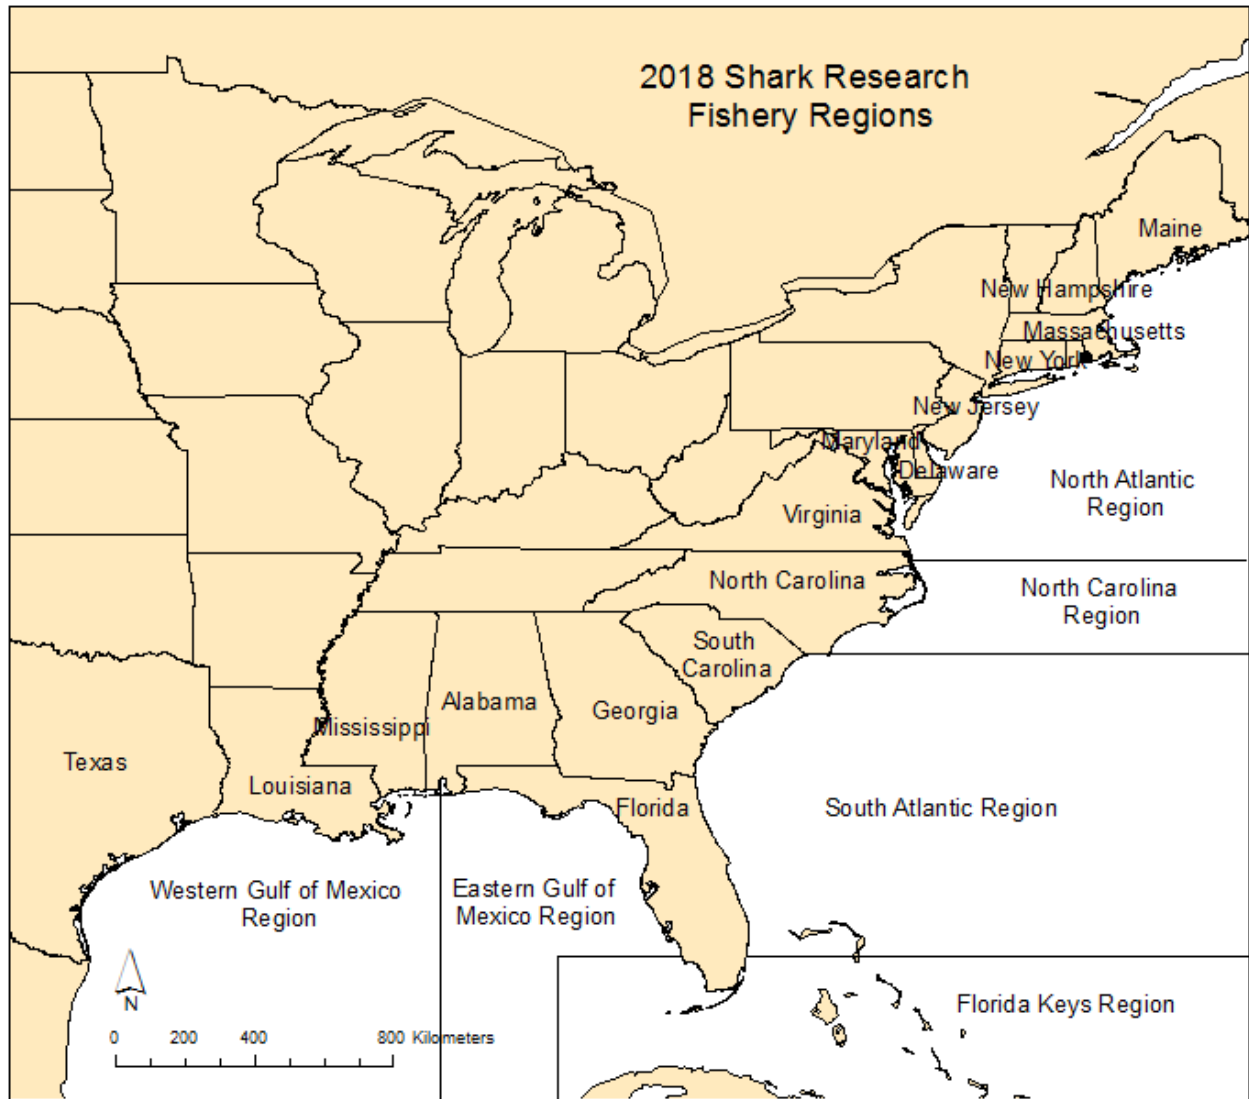 2018 Shark Research
Fishery Regions
Maine
New Hampshire
Massachusetts
New York
New Jersey
Maryland
Delaware
North Atlantic
Region
Virginia
North Carolina
North Carolina
Region
South
Carolina
Alabama
Georgia
Mississippi
Texas
Louisiana
Florida
South Atlantic Region
Western Gulf of Mexico
Region
Eastern Gulf of
Mexico Region
Florida Keys Region
N
0 200 400 800 Kilometers